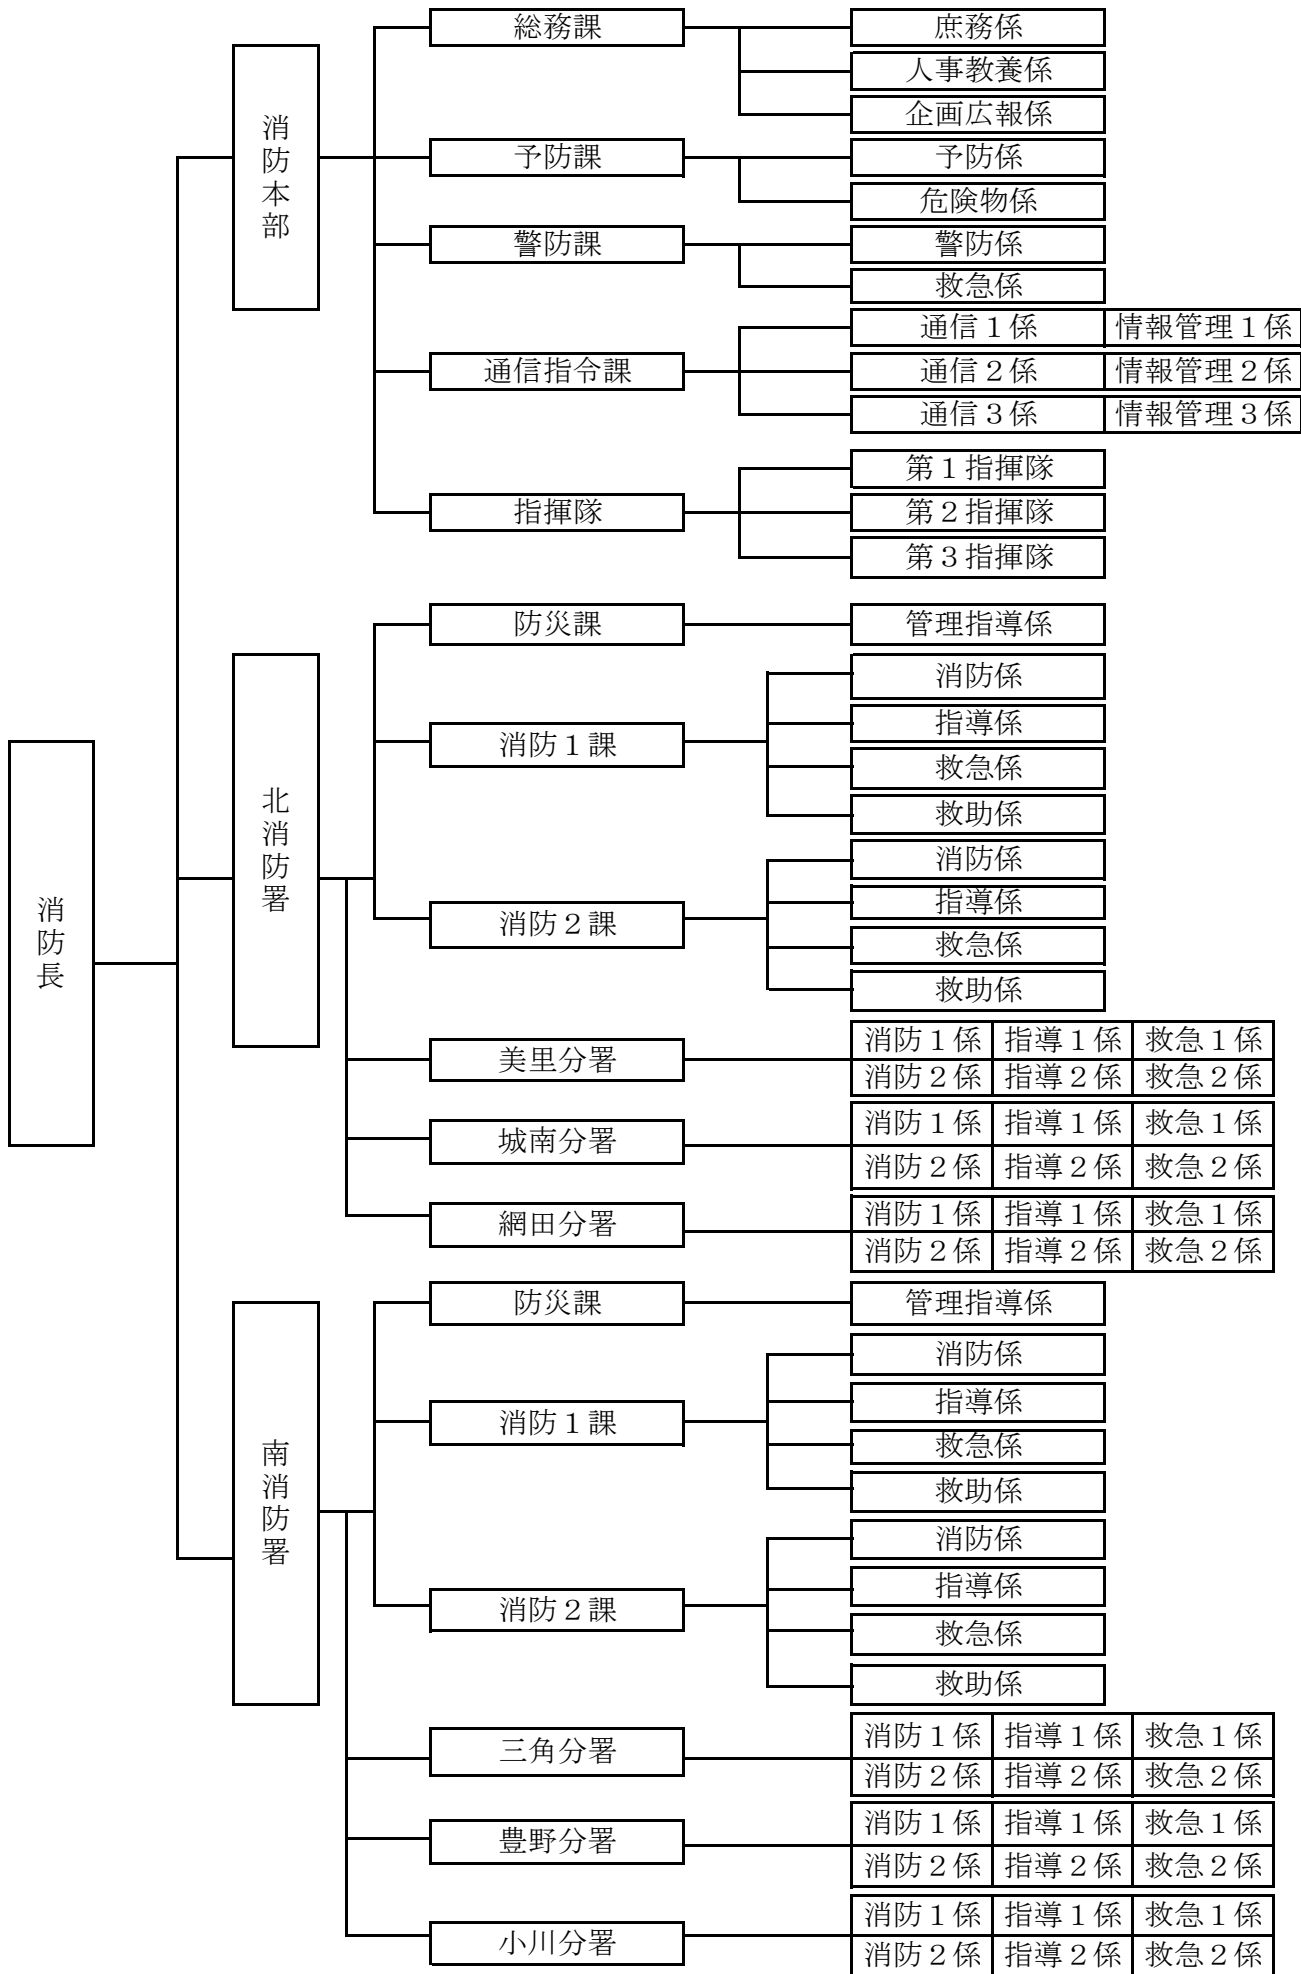 消防長
消防本部
総務課
庶務係
人事教養係
企画広報係
予防課
予防係
危険物係
警防課
警防係
救急係
通信指令課
通信１係 情報管理１係
通信２係 情報管理２係
通信３係 情報管理３係
指揮隊
第１指揮隊
第２指揮隊
第３指揮隊
北消防署
防災課
管理指導係
消防１課
消防係
指導係
救急係
救助係
消防２課
消防係
指導係
救急係
救助係
美里分署
消防１係 指導１係 救急１係
消防２係 指導２係 救急２係
城南分署
消防１係 指導１係 救急１係
消防２係 指導２係 救急２係
網田分署
消防１係 指導１係 救急１係
消防２係 指導２係 救急２係
南消防署
防災課
管理指導係
消防１課
消防係
指導係
救急係
救助係
消防２課
消防係
指導係
救急係
救助係
三角分署
消防１係 指導１係 救急１係
消防２係 指導２係 救急２係
豊野分署
消防１係 指導１係 救急１係
消防２係 指導２係 救急２係
小川分署
消防１係 指導１係 救急１係
消防２係 指導２係 救急２係